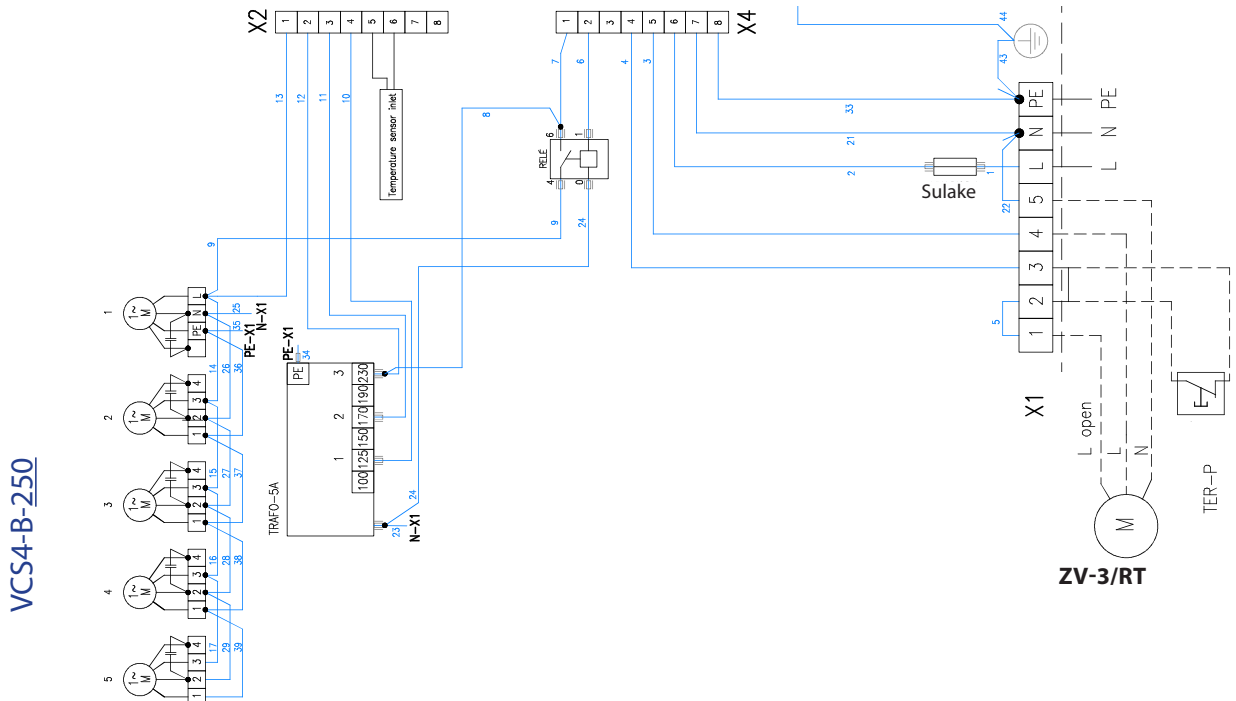 VCS4-B-250
X2
1 2 3 4 5 6 7 8
13 12 11 10
Temperature sensor inlet
X4
1 2 3 4 5 6 7 8
7 6 4 3
8
RELÉ
6 1
4 0
9 24
9
44
43
33
21
2
1
22
Sulake
PE PE
N N
L L
5
4
3
2
1
5
X1
L open
L
N
M
ZV-3/RT
TER-P
1
1~ M
L
N
PE
25
35
N-X1
PE-X1
14 26 36
2
1~ M
4
3
2
1
15 27 37
3
1~ M
4
3
2
1
16 28 38
4
1~ M
4
3
2
1
17 29 39
5
1~ M
4
3
2
1
PE-X1
34
PE
TRAFO-5A
3 2 1
230
190
170
150
125
100
24
23
N-X1